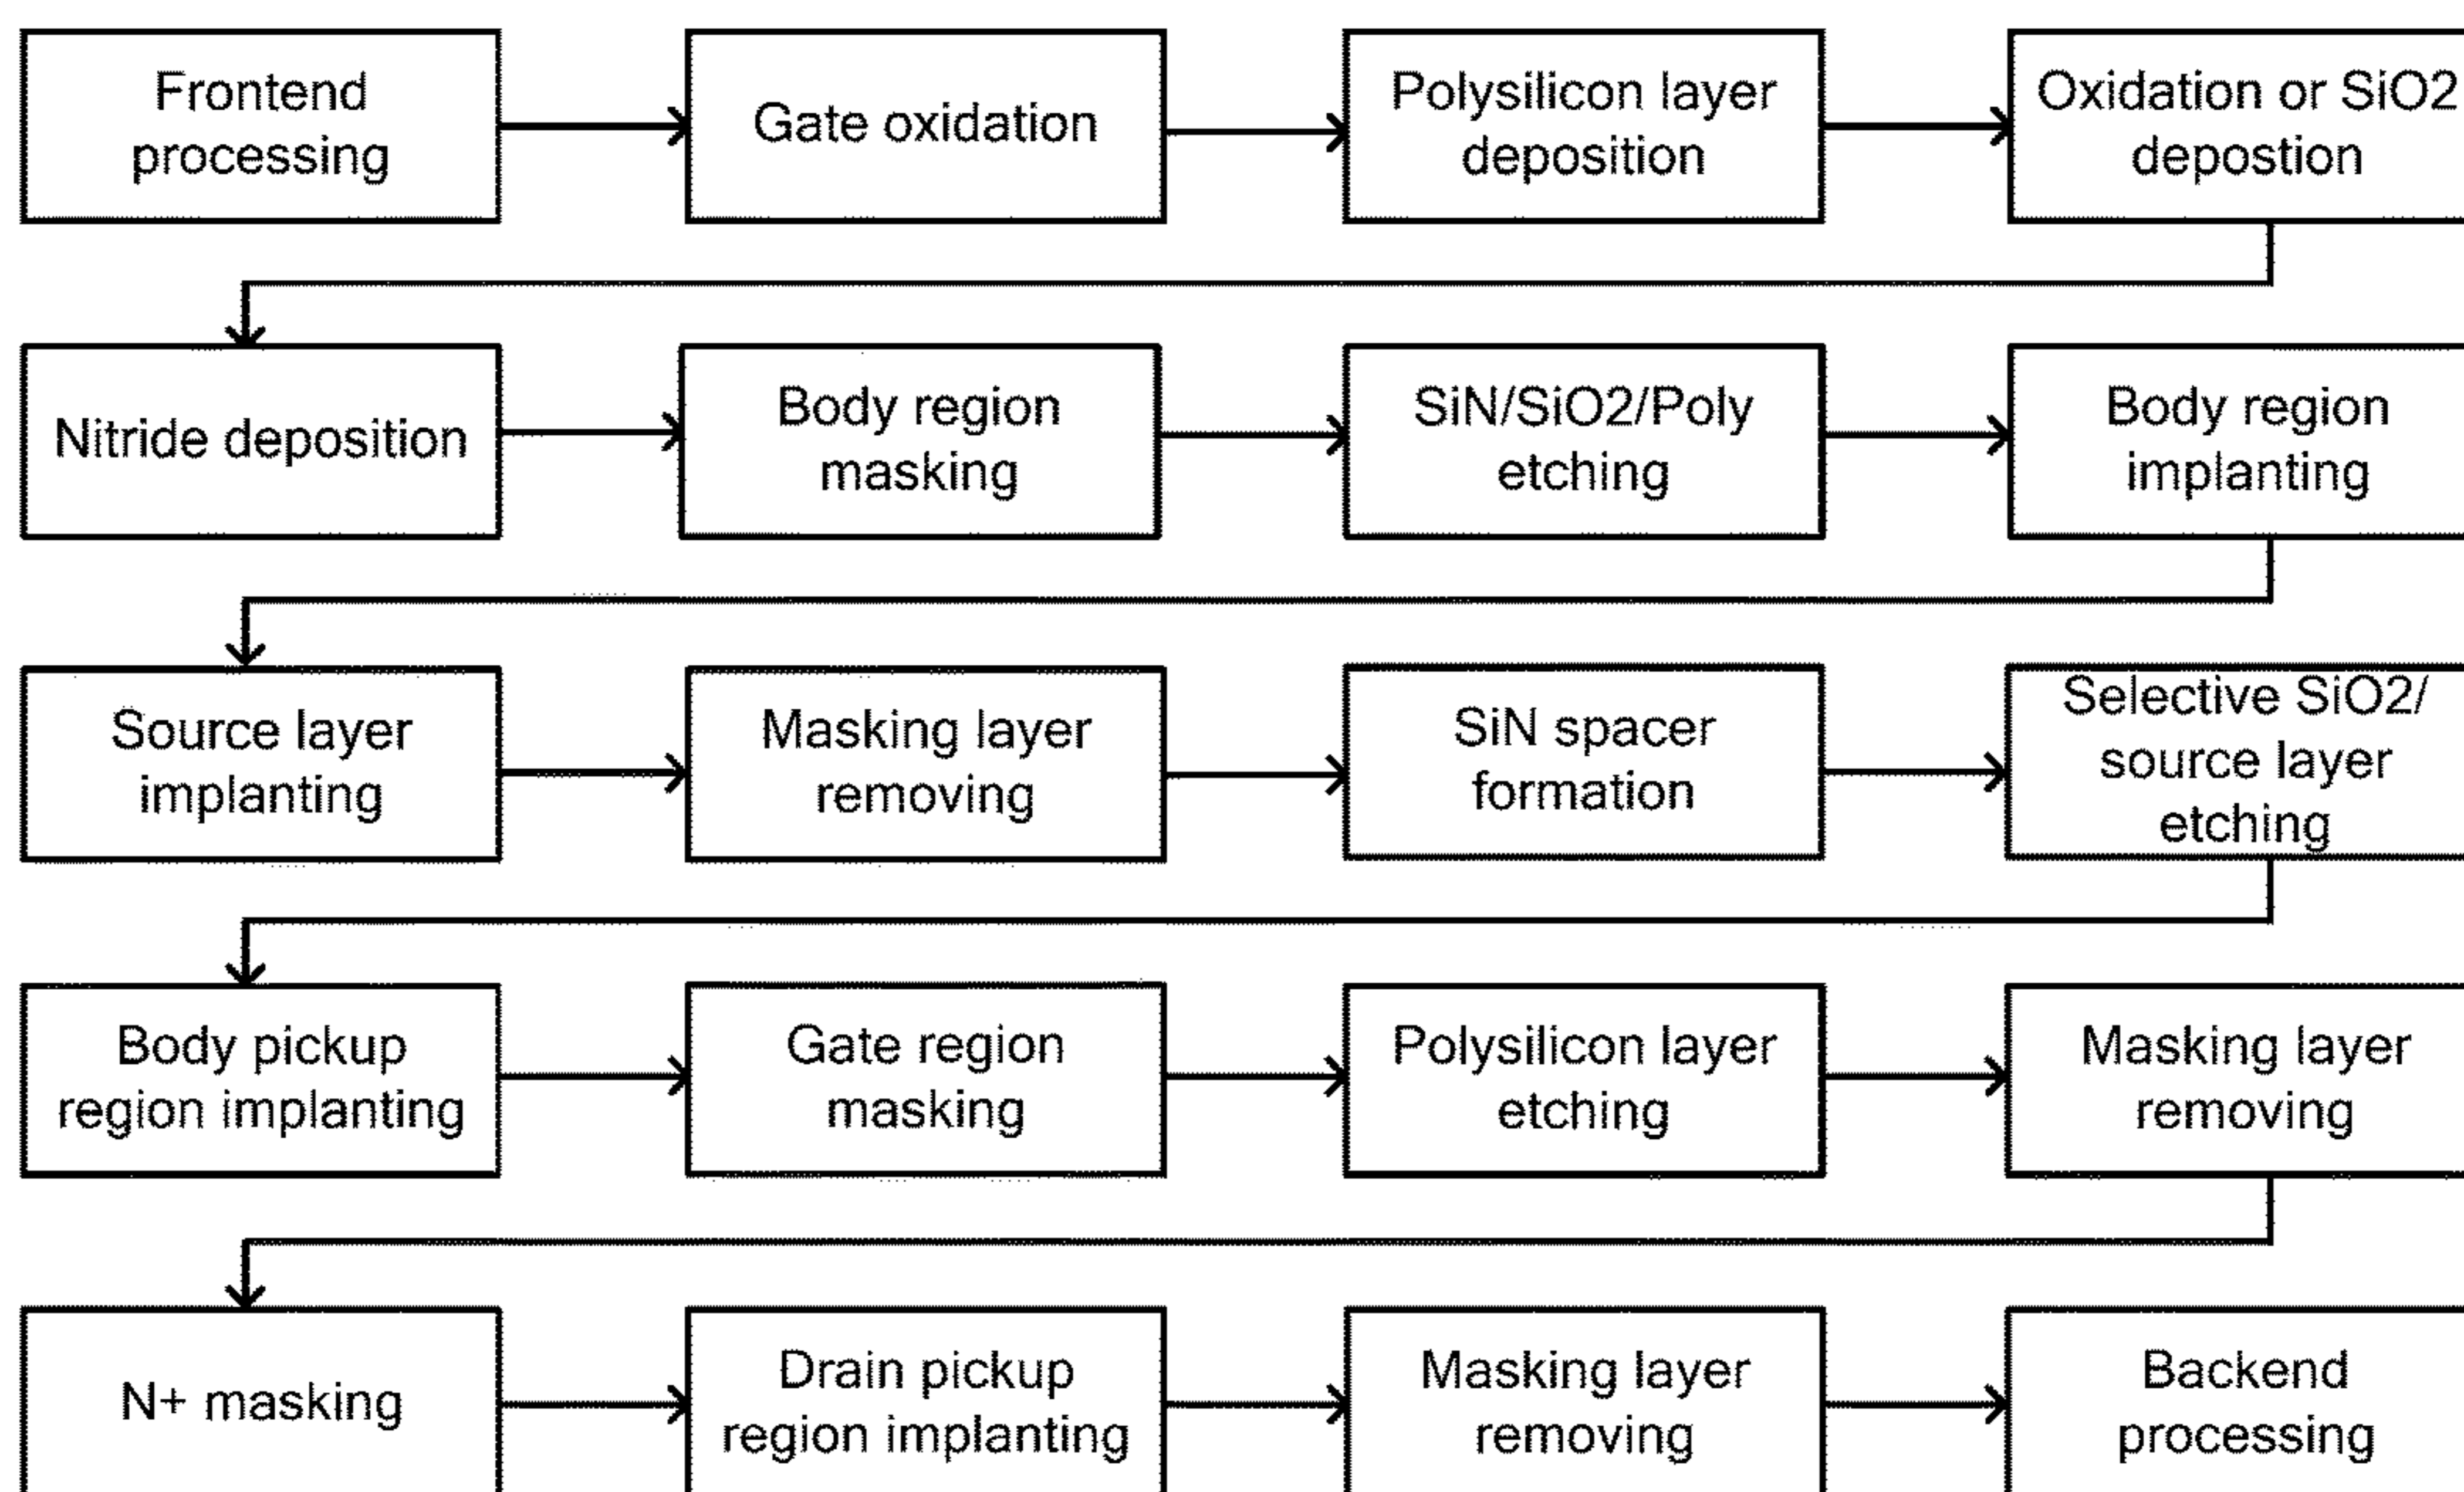 Frontend
processing
Gate oxidation
Polysilicon layer
deposition
Oxidation or SiO2
depostion
Nitride deposition
Body region
masking
SiN/SiO2/Poly
etching
Body region
implanting
Source layer
implanting
Masking layer
removing
SiN spacer
formation
Selective SiO2/
source layer
etching
Body pickup
region implanting
Gate region
masking
Polysilicon layer
etching
Masking layer
removing
N+ masking
Drain pickup
region implanting
Masking layer
removing
Backend
processing